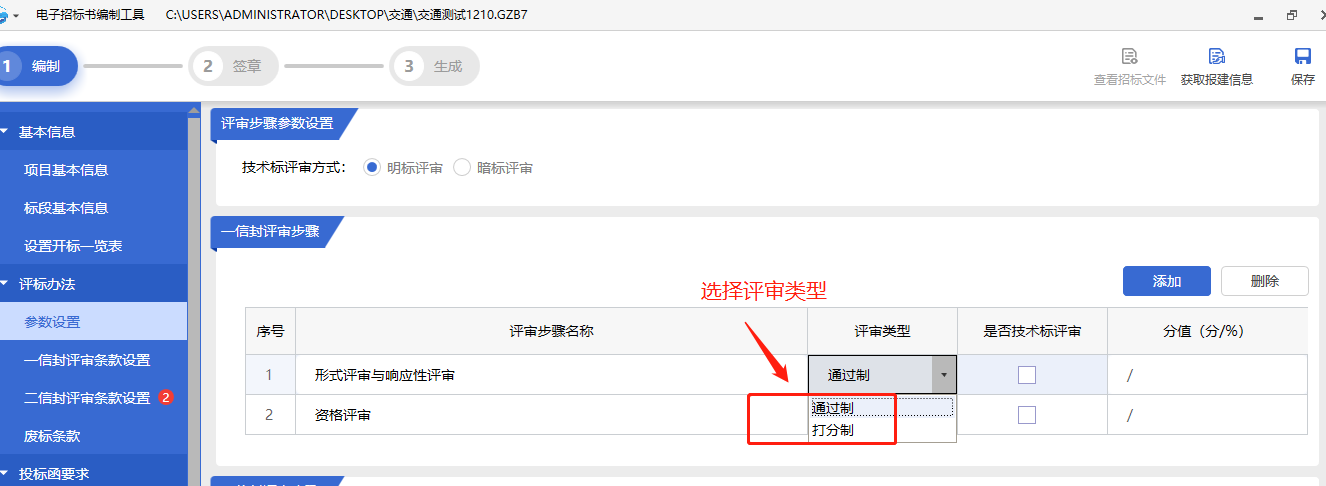 电子招标书编制工具 C:\USERS\ADMINISTRATOR\DESKTOP\交通\交通测试1210.GZB7
1 编制 2 签章 3 生成
查看招标文件 获取报建信息 保存
基本信息
项目基本信息
标段基本信息
设置开标一览表
评标办法
参数设置
一信封评审条款设置
二信封评审条款设置 2
废标条款
投标函要求
评审步骤参数设置
技术标评审方式: 明标评审 暗标评审
一信封评审步骤
添加 删除
选择评审类型
序号 评审步骤名称 评审类型 是否技术标评审 分值（分/%）
1 形式评审与响应性评审 通过制 /
通过制
打分制
2 资格评审 /